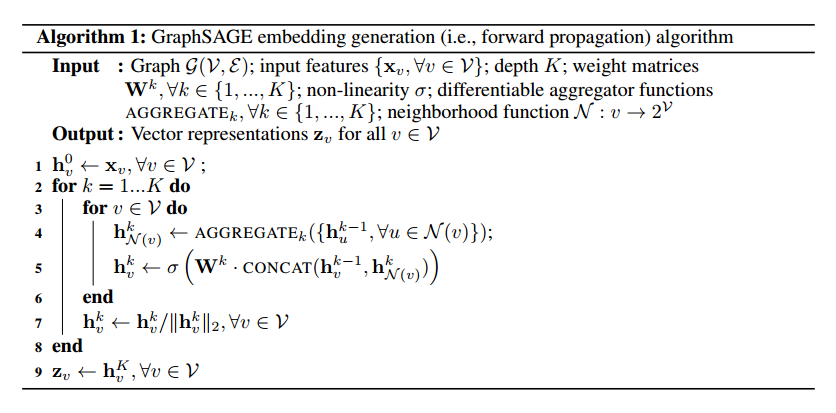 Algorithm 1: GraphSAGE embedding generation (i.e., forward propagation) algorithm
Input : Graph 𝒢(𝒱, ℰ); input features {x_v, ∀v ∈ 𝒱}; depth K; weight matrices
W^k, ∀k ∈ {1, ..., K}; non-linearity σ; differentiable aggregator functions
AGGREGATE_k, ∀k ∈ {1, ..., K}; neighborhood function 𝒩 : v → 2^𝒱
Output : Vector representations z_v for all v ∈ 𝒱
1 h_v^0 ← x_v, ∀v ∈ 𝒱 ;
2 for k = 1...K do
3 for v ∈ 𝒱 do
4 h_{𝒩(v)}^k ← AGGREGATE_k({h_u^{k-1}, ∀u ∈ 𝒩(v)});
5 h_v^k ← σ (W^k · CONCAT(h_v^{k-1}, h_{𝒩(v)}^k))
6 end
7 h_v^k ← h_v^k/‖h_v^k‖_2, ∀v ∈ 𝒱
8 end
9 z_v ← h_v^K, ∀v ∈ 𝒱